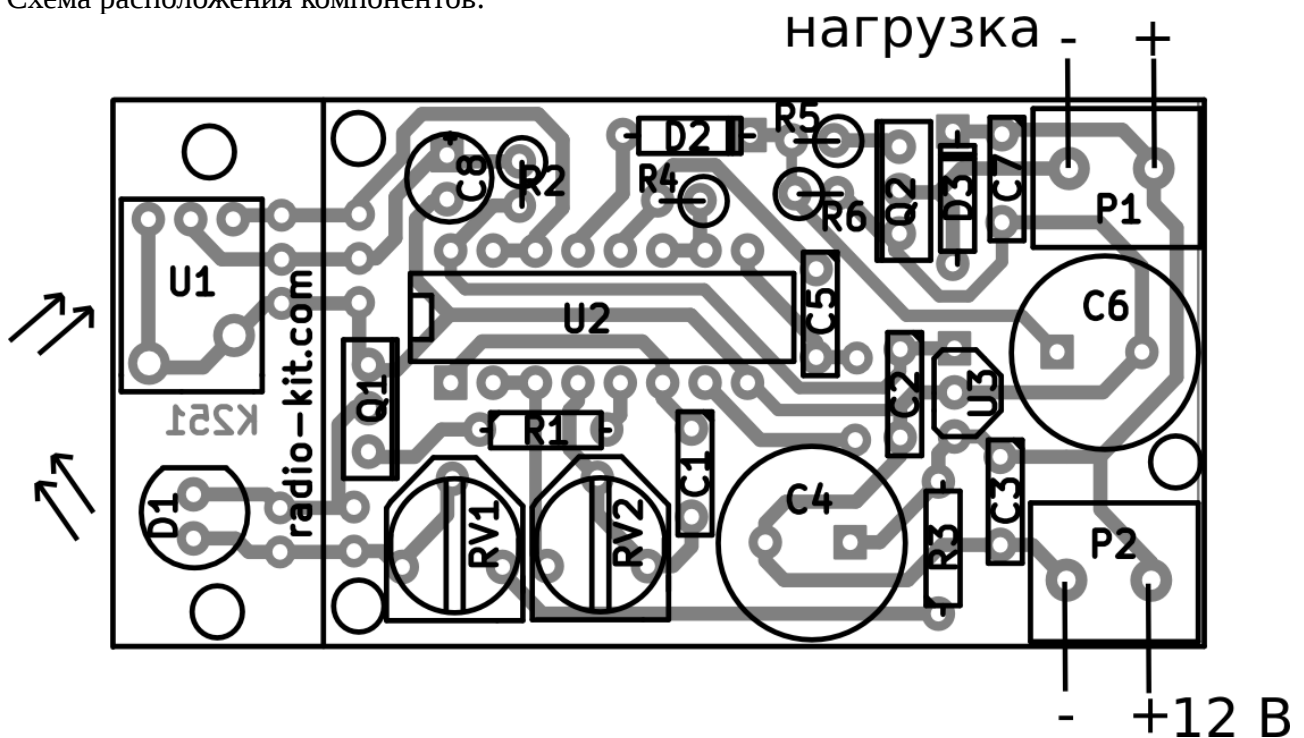 Схема расположения компонентов:
нагрузка - +
R5
D2
C8
R2
R4
R6
Q2
D3
C7
P1
U1
U2
C5
C6
radio-kit.com
Q1
C2
U3
K251
R1
C1
C3
D1
RV1
RV2
C4
R3
P2
- +12 В